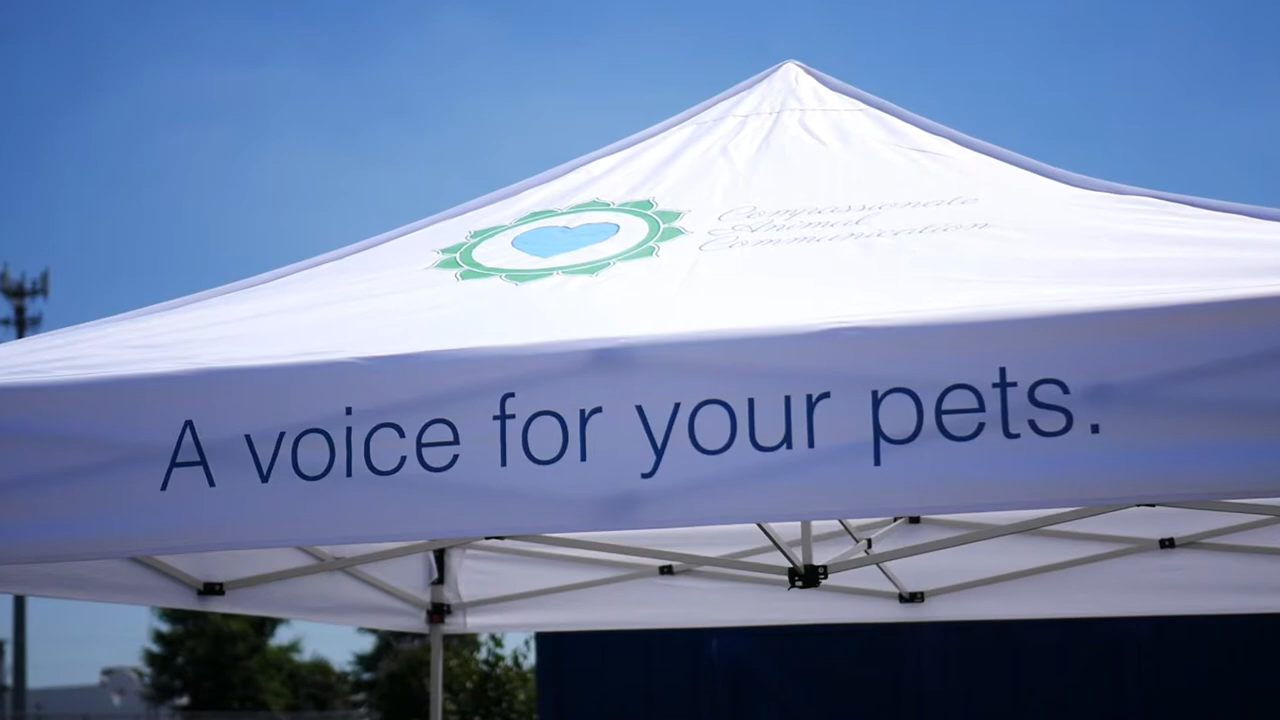 Compassionate
Animal
Communication
A voice for your pets.